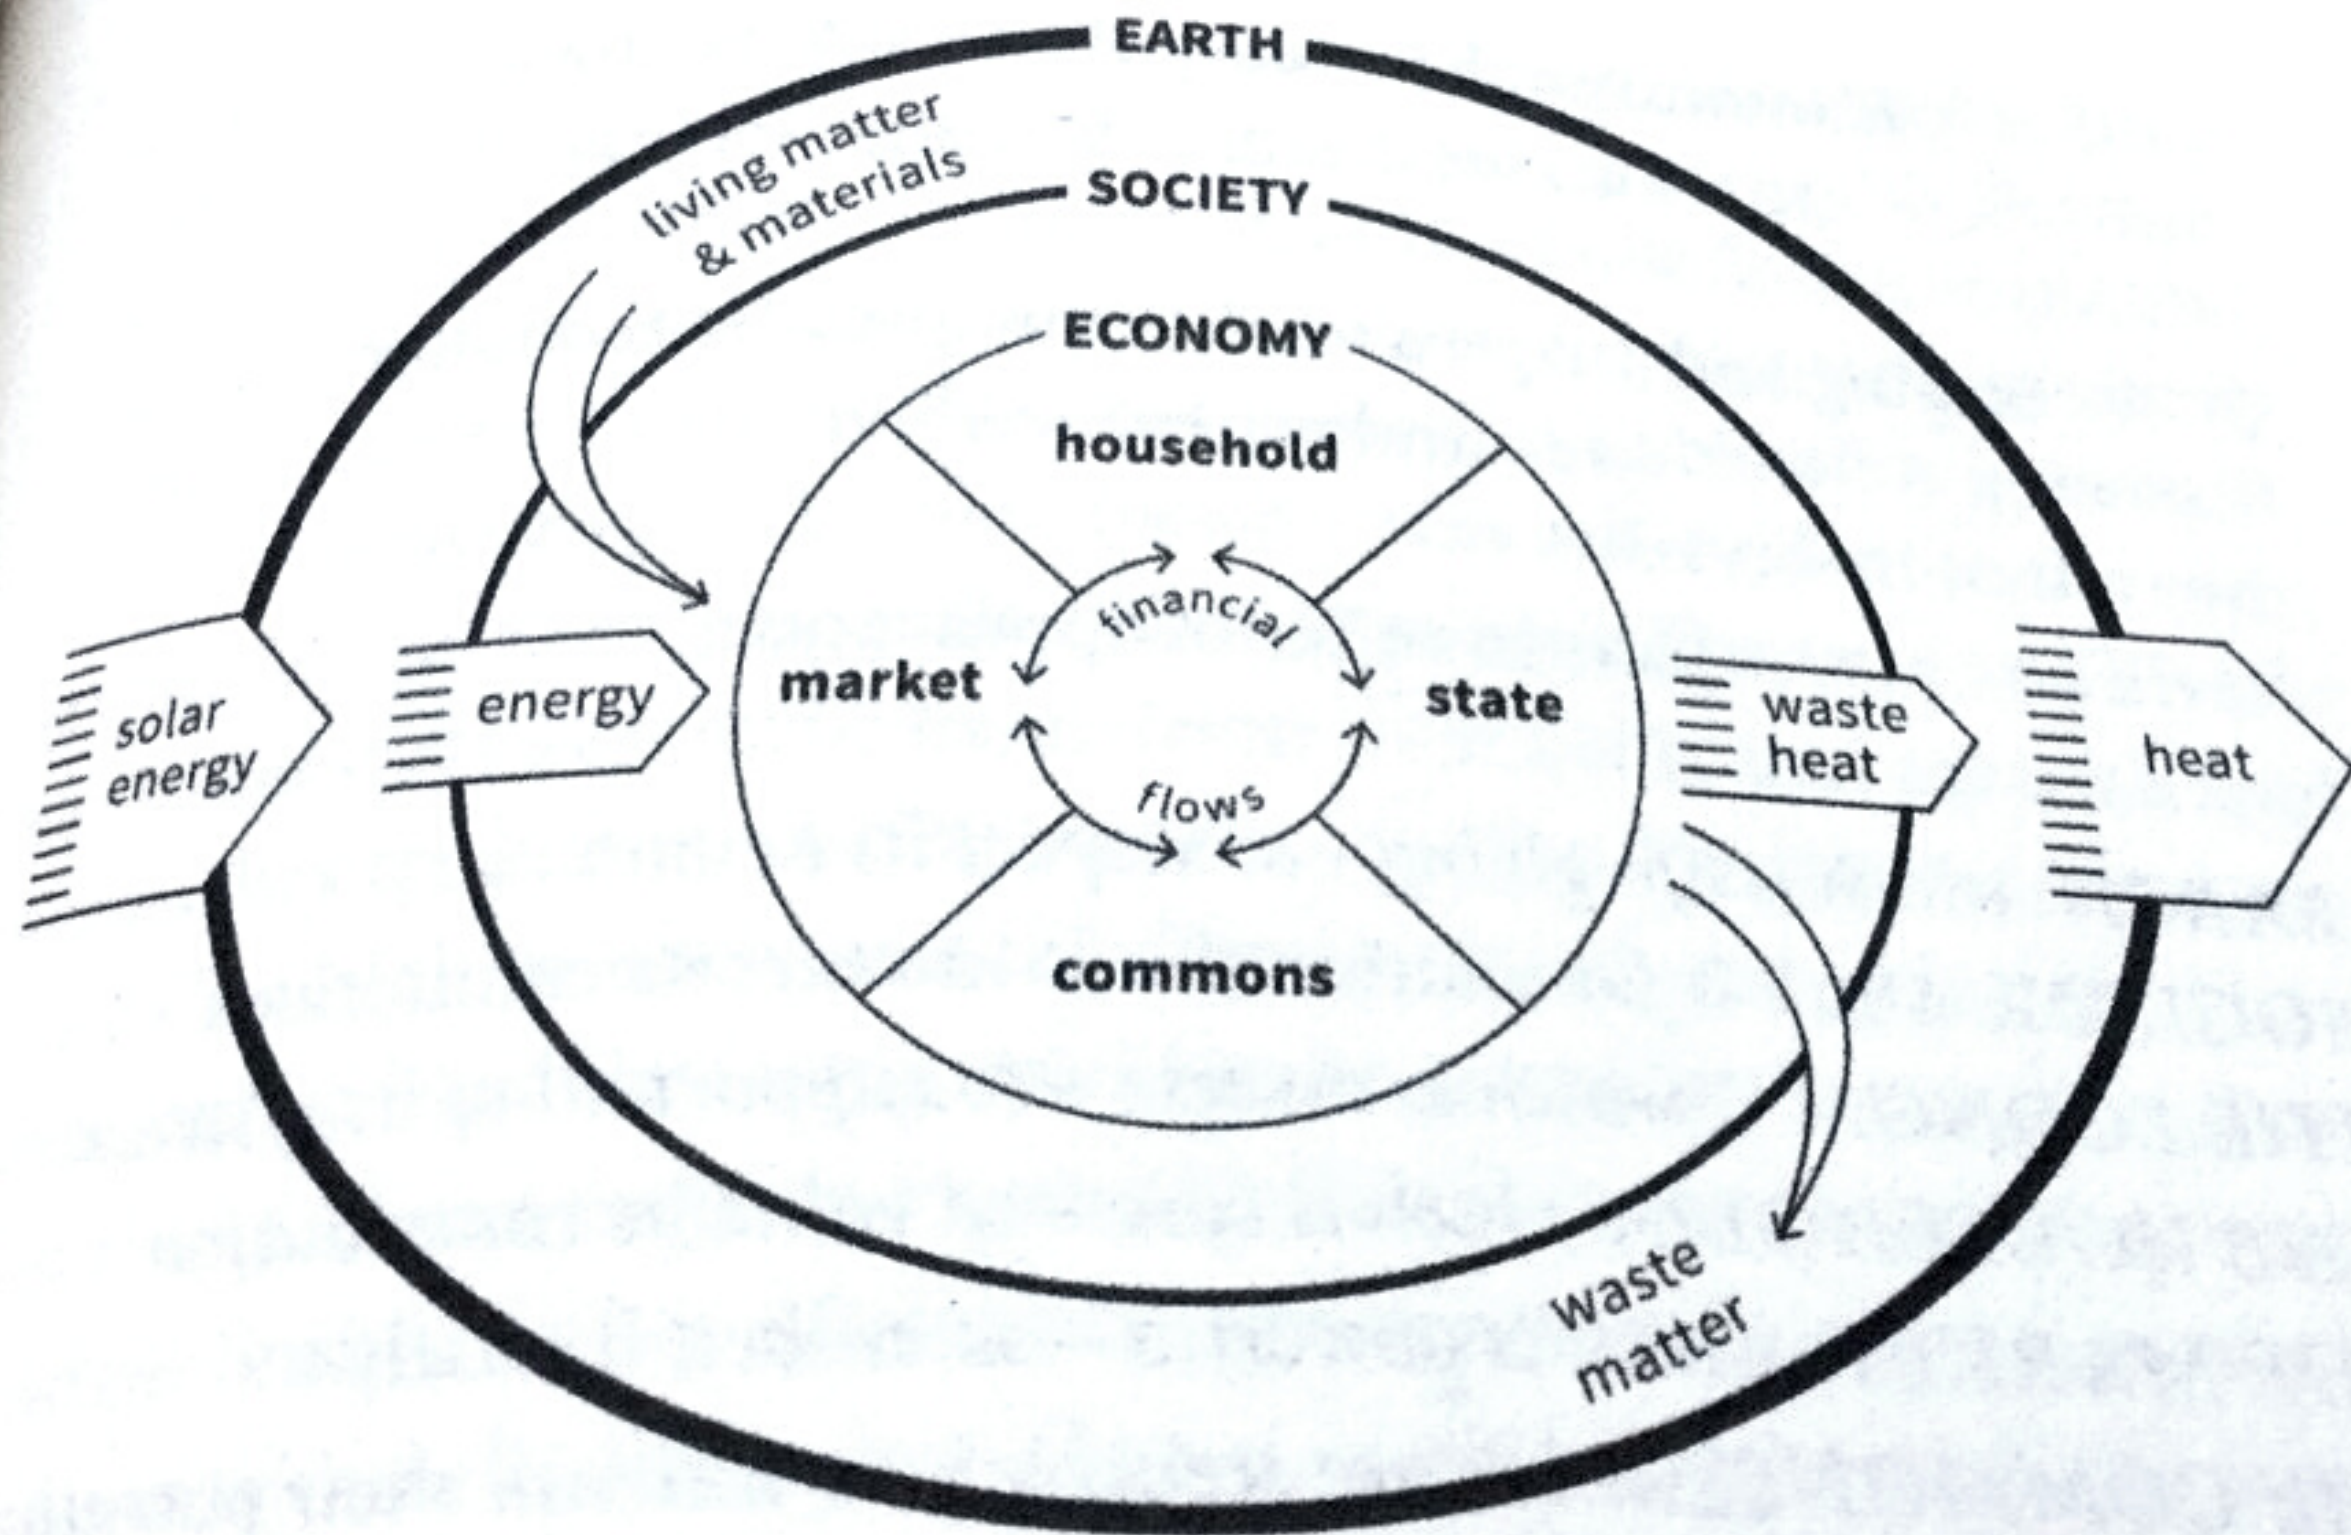 EARTH
living matter
& materials
SOCIETY
ECONOMY
household
financial
market
state
flows
commons
solar
energy
energy
waste
heat
heat
waste
matter